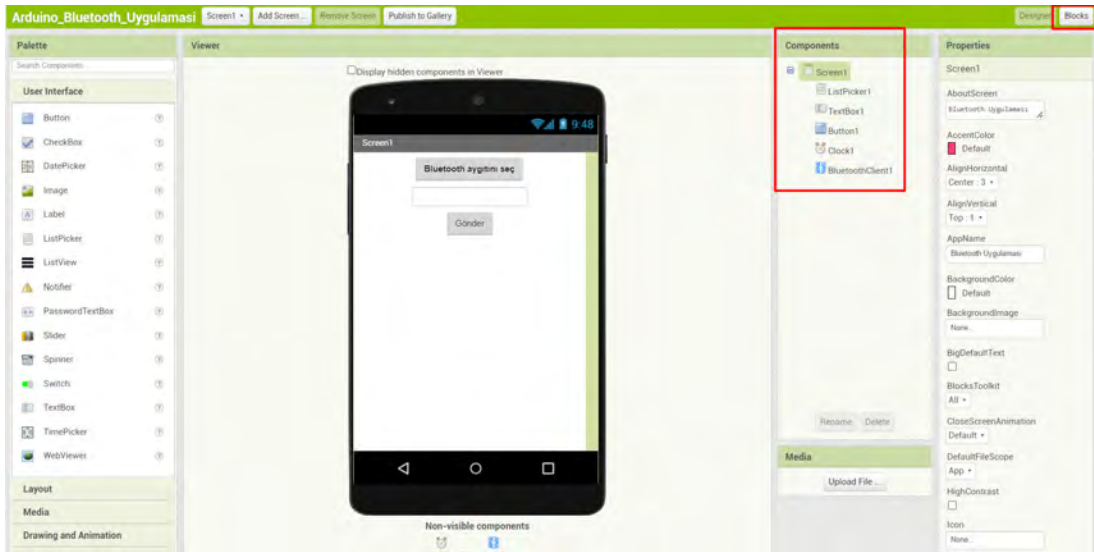 Arduino_Bluetooth_Uygulamasi Screen1 Add Screen ... Remove Screen Publish to Gallery Designer Blocks
Palette
Search Components...
User Interface
Button
CheckBox
DatePicker
Image
Label
ListPicker
ListView
Notifier
PasswordTextBox
Slider
Spinner
Switch
TextBox
TimePicker
WebViewer
Layout
Media
Drawing and Animation
Viewer
Display hidden components in Viewer
9:48
Screen1
Bluetooth aygıtını seç
Gönder
Non-visible components
Components
Screen1
ListPicker1
TextBox1
Button1
Clock1
BluetoothClient1
Rename Delete
Media
Upload File ...
Properties
Screen1
AboutScreen
Bluetooth Uygulaması
AccentColor
Default
AlignHorizontal
Center : 3
AlignVertical
Top : 1
AppName
Bluetooth Uygulaması
BackgroundColor
Default
BackgroundImage
None...
BigDefaultText
BlocksToolkit
All
CloseScreenAnimation
Default
DefaultFileScope
App
HighContrast
Icon
None...